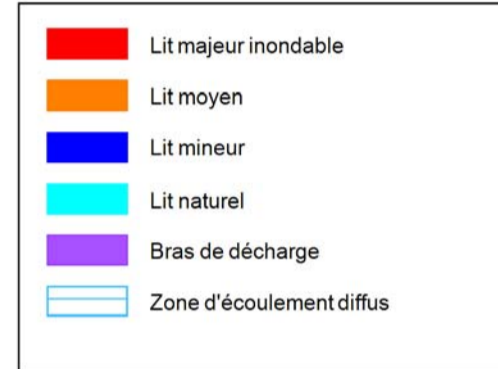 Lit majeur inondable
Lit moyen
Lit mineur
Lit naturel
Bras de décharge
Zone d'écoulement diffus